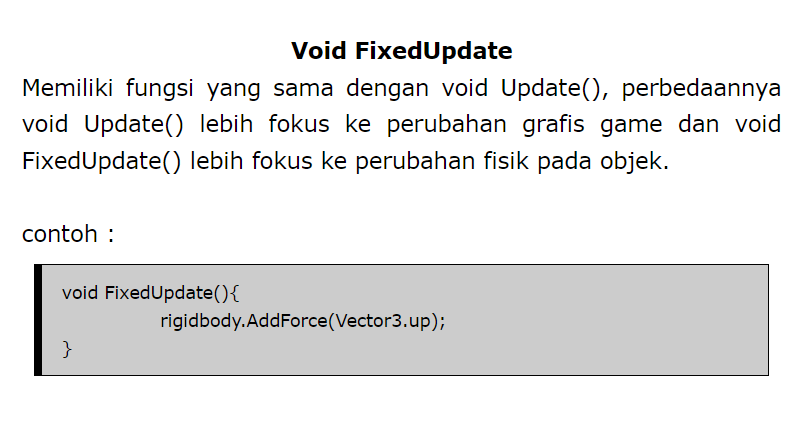 Void FixedUpdate
Memiliki fungsi yang sama dengan void Update(), perbedaannya
void Update() lebih fokus ke perubahan grafis game dan void
FixedUpdate() lebih fokus ke perubahan fisik pada objek.
contoh :
void FixedUpdate(){
rigidbody.AddForce(Vector3.up);
}